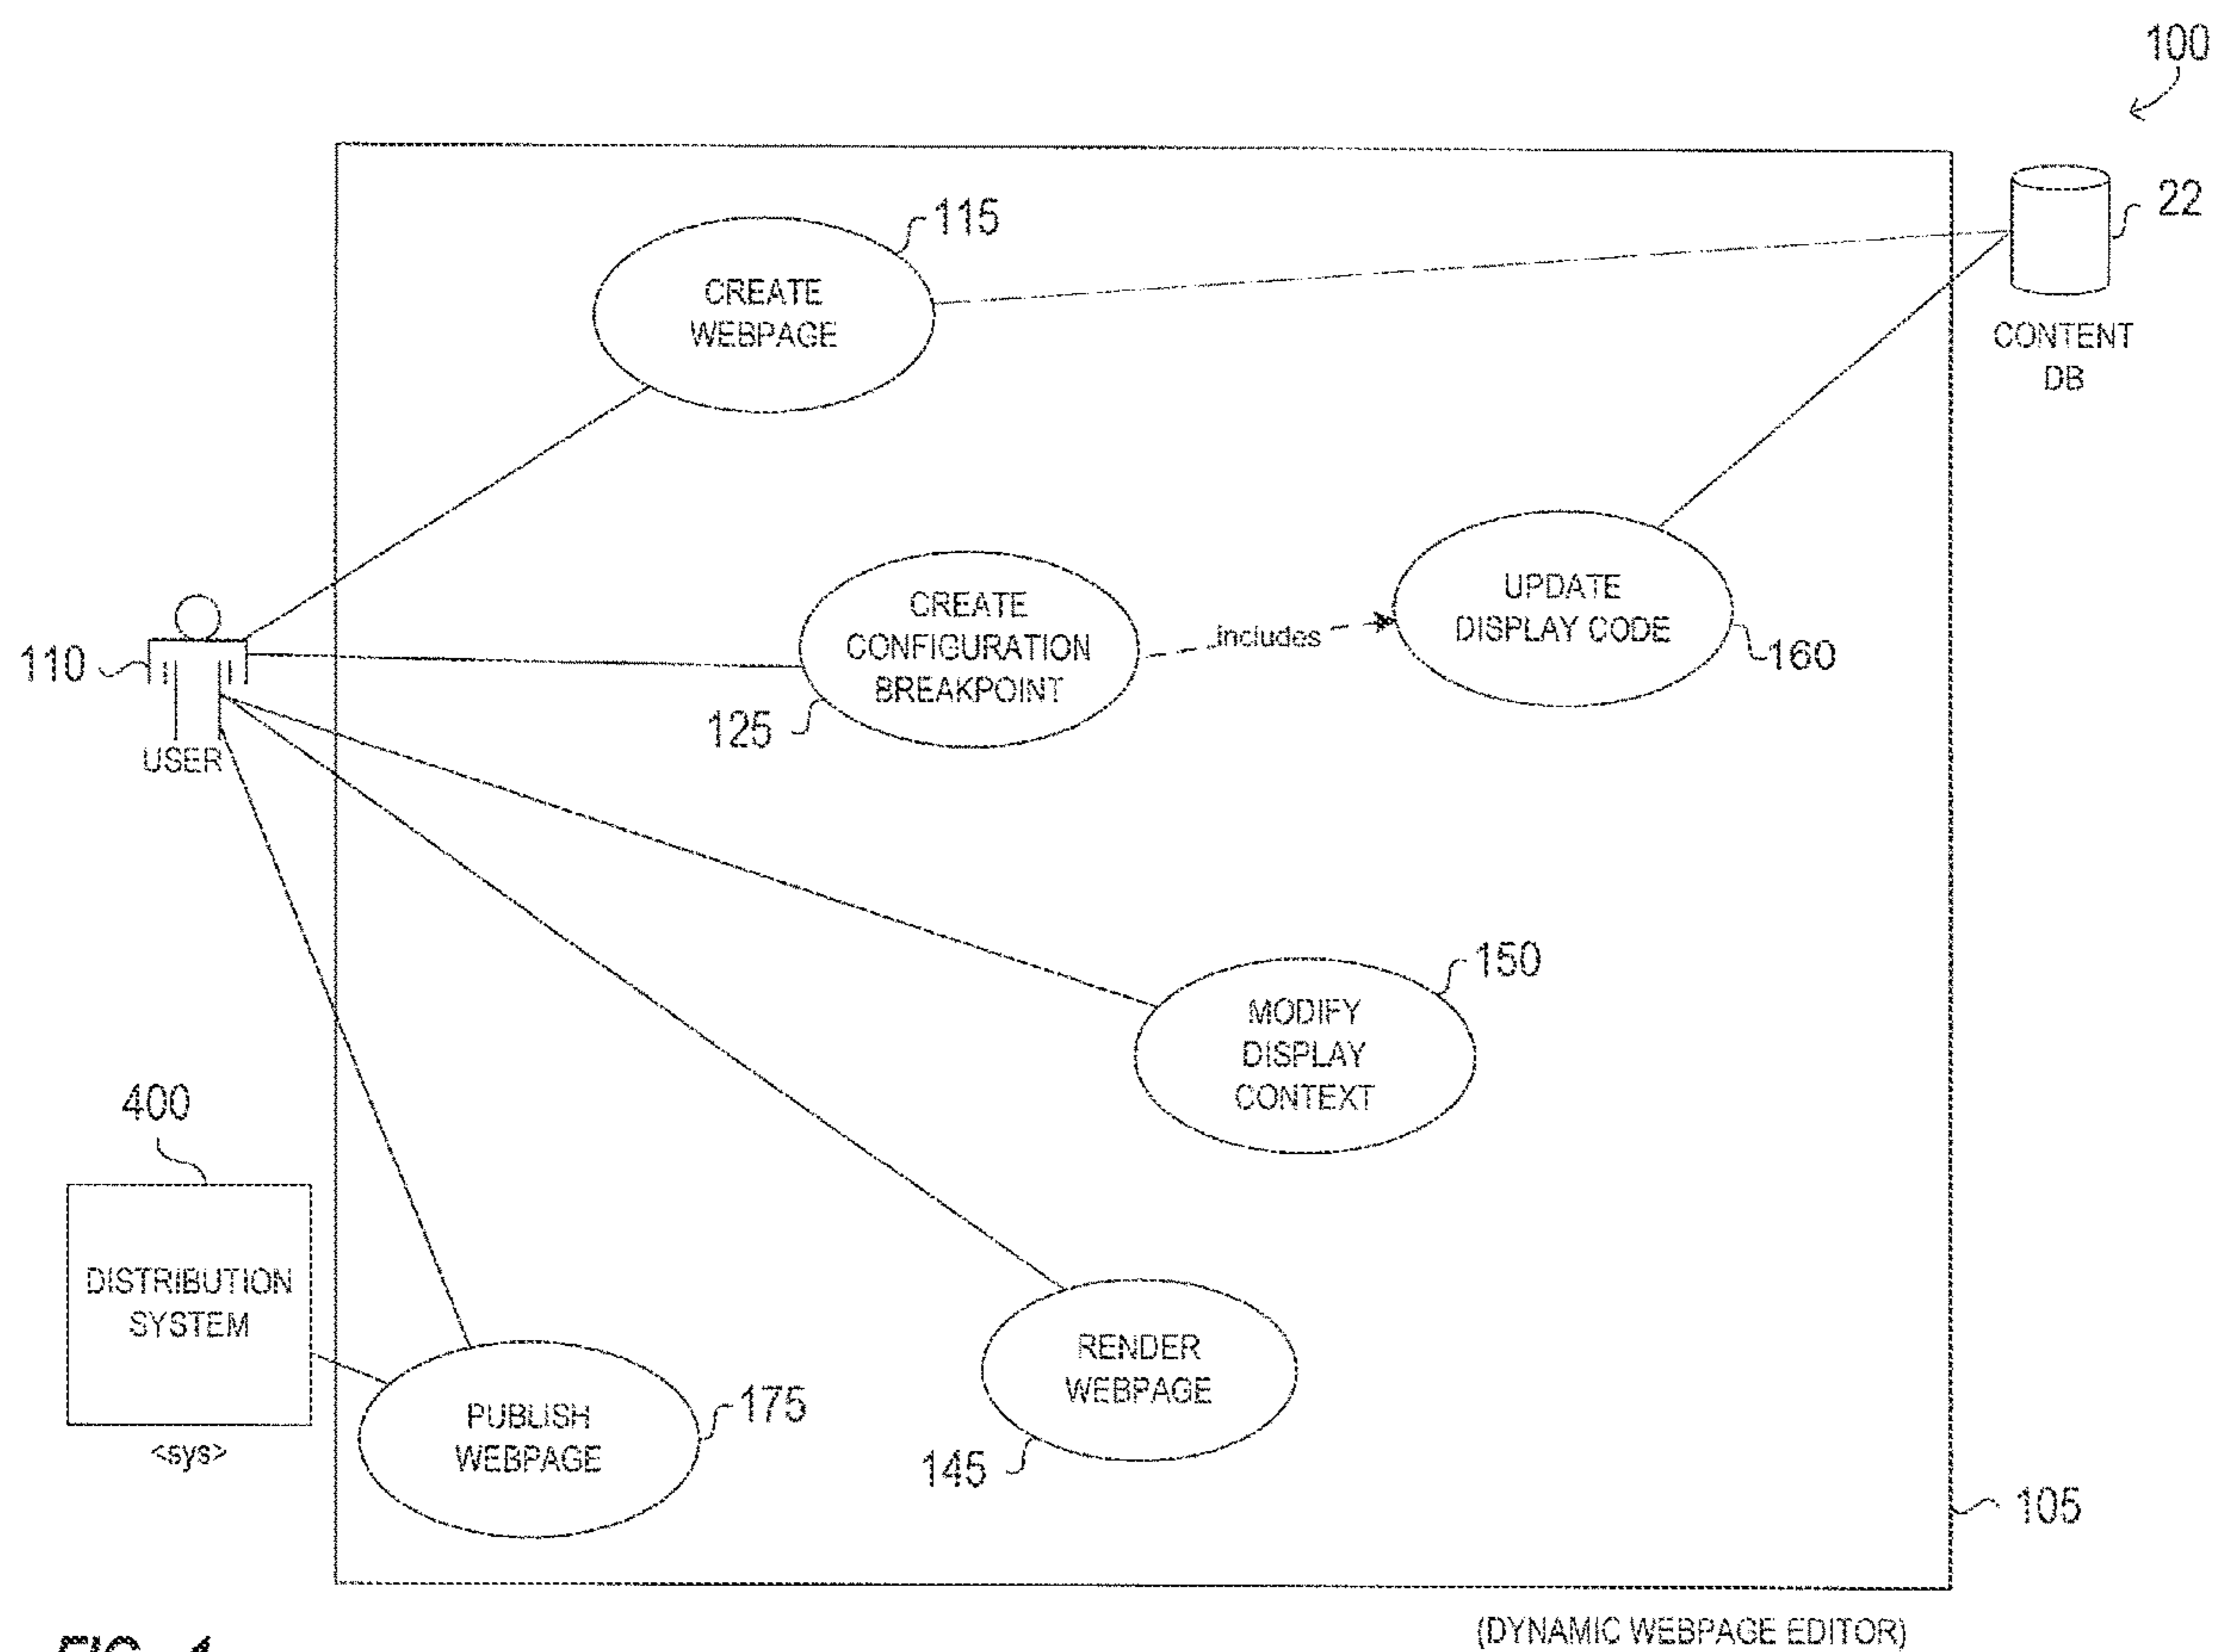 100
115
22
CREATE
WEBPAGE
CONTENT
DB
UPDATE
DISPLAY CODE
160
CREATE
CONFIGURATION
BREAKPOINT
includes
125
110
USER
150
MODIFY
DISPLAY
CONTEXT
400
DISTRIBUTION
SYSTEM
<sys>
RENDER
WEBPAGE
145
PUBLISH
WEBPAGE
175
105
(DYNAMIC WEBPAGE EDITOR)